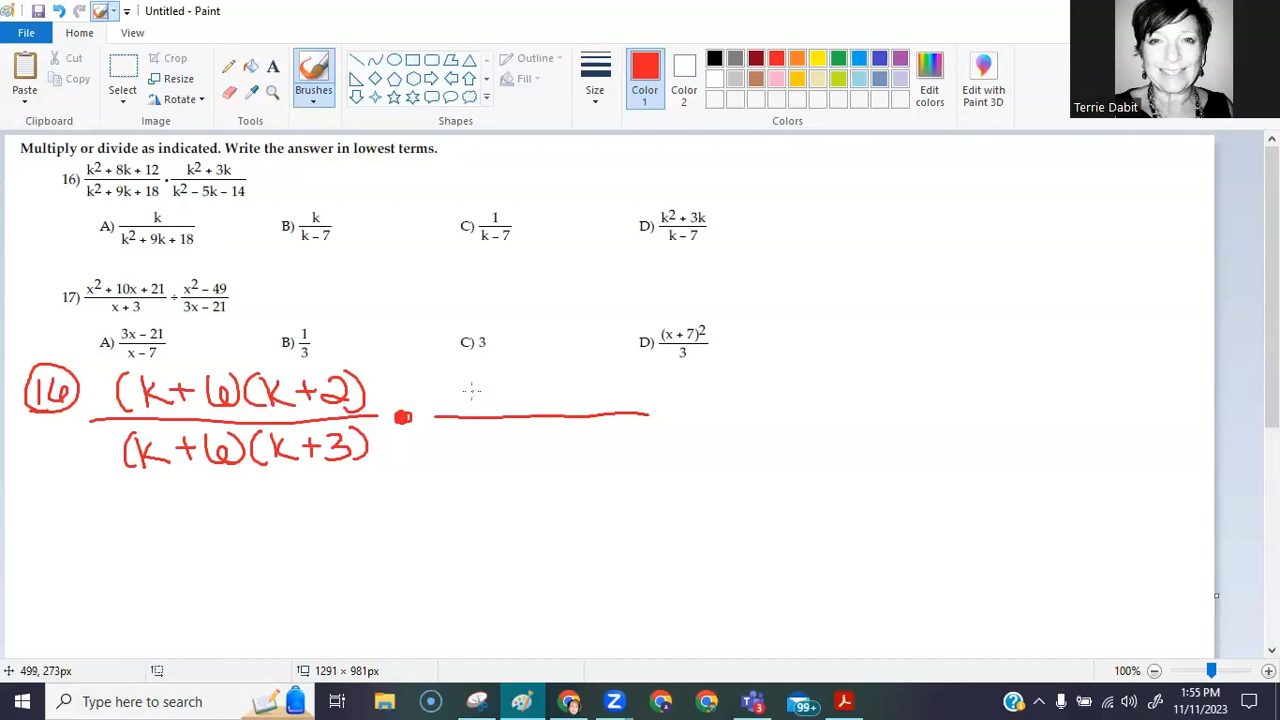 Untitled - Paint
File Home View
Paste Cut Copy Clipboard
Select Crop Resize Rotate Image
A Tools
Brushes
Outline Fill Shapes
Size
Color 1 Color 2 Edit colors Colors
Edit with Paint 3D
Terrie Dabit
Multiply or divide as indicated. Write the answer in lowest terms.
16) k² + 8k + 12 / k² + 9k + 18 • k² + 3k / k² − 5k − 14
A) k / k² + 9k + 18 B) k / k − 7 C) 1 / k − 7 D) k² + 3k / k − 7
17) x² + 10x + 21 / x + 3 ÷ x² − 49 / 3x − 21
A) 3x − 21 / x − 7 B) 1 / 3 C) 3 D) (x + 7)² / 3
16 (k+6)(k+2) •
(k+6)(k+3)
499, 273px 1291 × 981px 100%
Type here to search 3 99+ 1:55 PM
11/11/2023